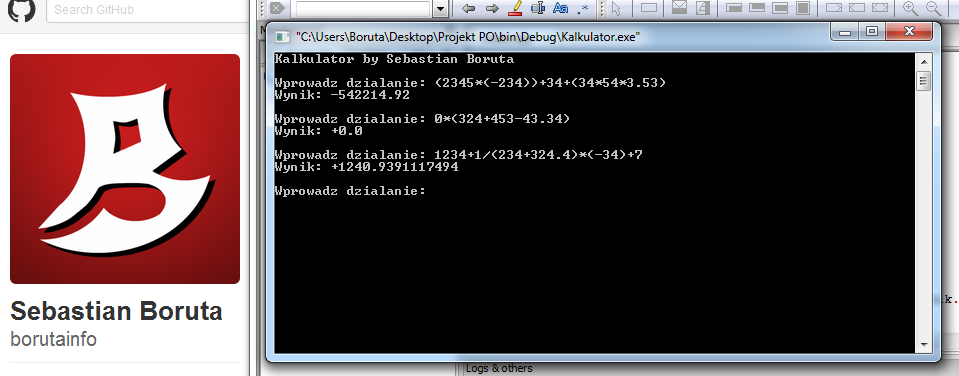 Search GitHub
Sebastian Boruta
borutainfo
Aa
.*
"C:\Users\Boruta\Desktop\Projekt PO\bin\Debug\Kalkulator.exe"
Kalkulator by Sebastian Boruta
Wprowadz dzialanie: (2345*(-234))+34+(34*54*3.53)
Wynik: -542214.92
Wprowadz dzialanie: 0*(324+453-43.34)
Wynik: +0.0
Wprowadz dzialanie: 1234+1/(234+324.4)*(-34)+7
Wynik: +1240.9391117494
Wprowadz dzialanie:
Logs & others